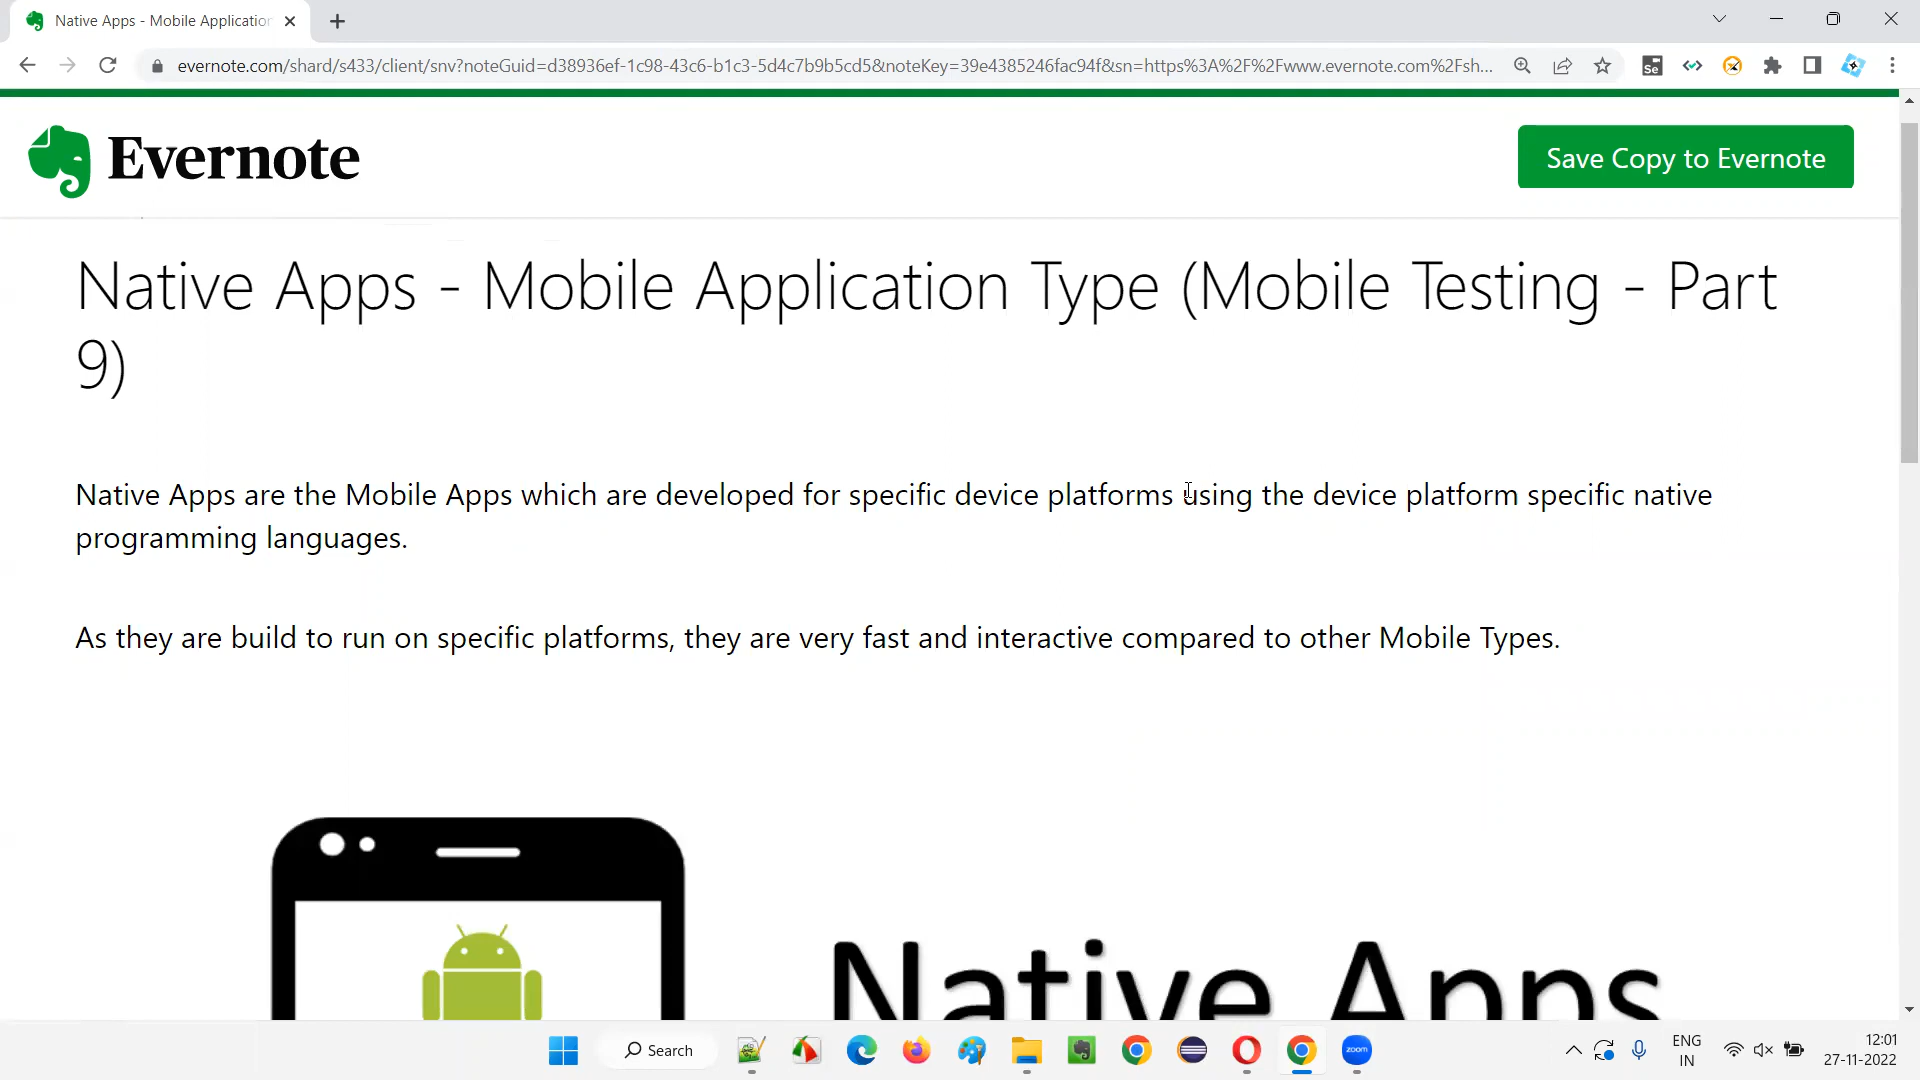 Native Apps - Mobile Application
evernote.com/shard/s433/client/snv?noteGuid=d38936ef-1c98-43c6-b1c3-5d4c7b9b5cd5&noteKey=39e4385246fac94f&sn=https%3A%2F%2Fwww.evernote.com%2Fsh...
Evernote
Save Copy to Evernote
Native Apps - Mobile Application Type (Mobile Testing - Part
9)
Native Apps are the Mobile Apps which are developed for specific device platforms using the device platform specific native
programming languages.
As they are build to run on specific platforms, they are very fast and interactive compared to other Mobile Types.
Native Apps
Search
zoom
ENG
IN
12:01
27-11-2022
Se